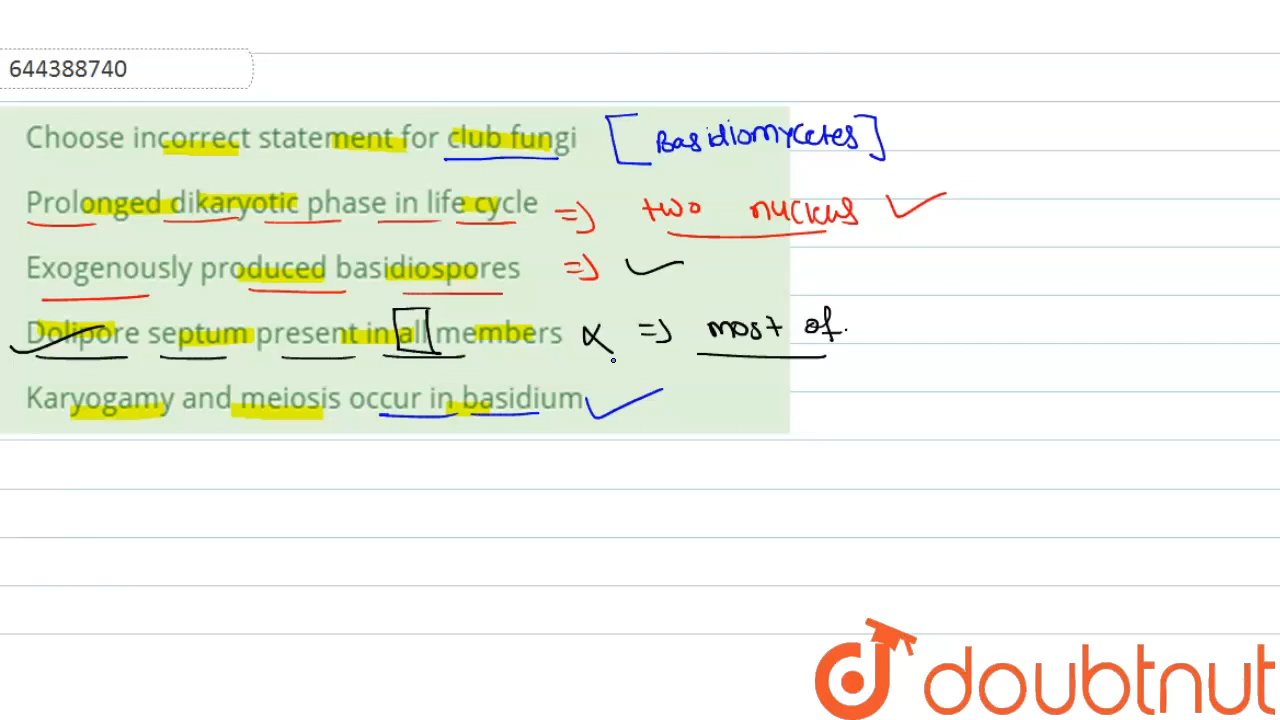 644388740
Choose incorrect statement for club fungi [Basidiomycetes]
Prolonged dikaryotic phase in life cycle => two nucleus
Exogenously produced basidiospores =>
Dolipore septum present in all members => most of.
Karyogamy and meiosis occur in basidium
doubtnut